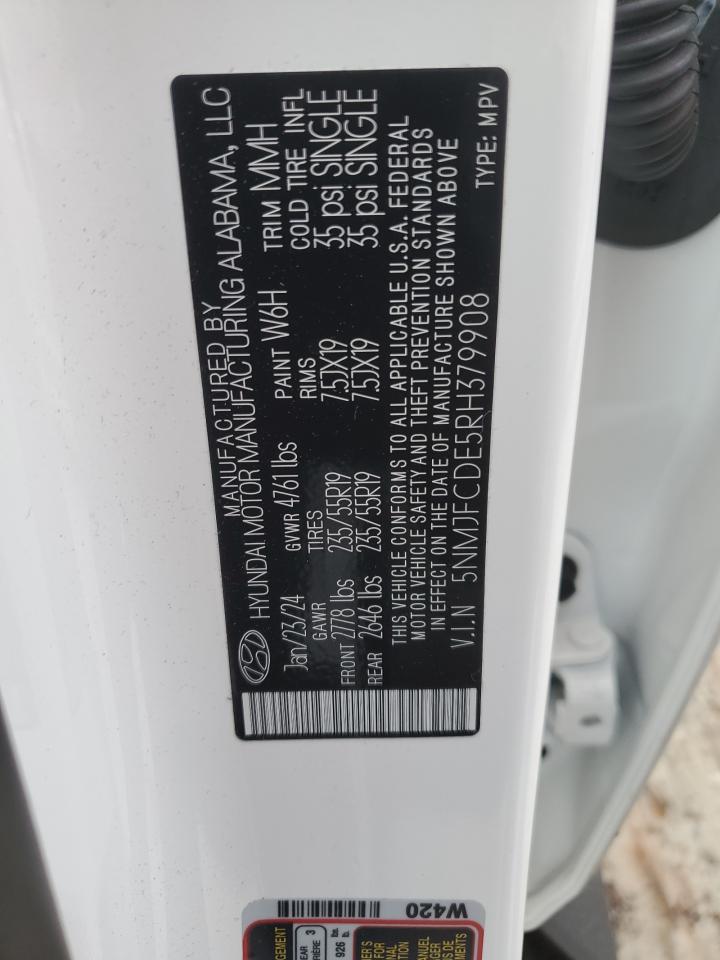 MANUFACTURED BY
HYUNDAI MOTOR MANUFACTURING ALABAMA, LLC
Jan/23/24 GVWR 4761 lbs PAINT W6H TRIM MMH
GAWR TIRES RIMS COLD TIRE INFL
FRONT 2778 lbs 235/55R19 7.5JX19 35 psi SINGLE
REAR 2646 lbs 235/55R19 7.5JX19 35 psi SINGLE
THIS VEHICLE CONFORMS TO ALL APPLICABLE U.S.A. FEDERAL
MOTOR VEHICLE SAFETY AND THEFT PREVENTION STANDARDS
IN EFFECT ON THE DATE OF MANUFACTURE SHOWN ABOVE
V.I.N 5NMJFCDE5RH379908 TYPE: MPV
W420
3
926